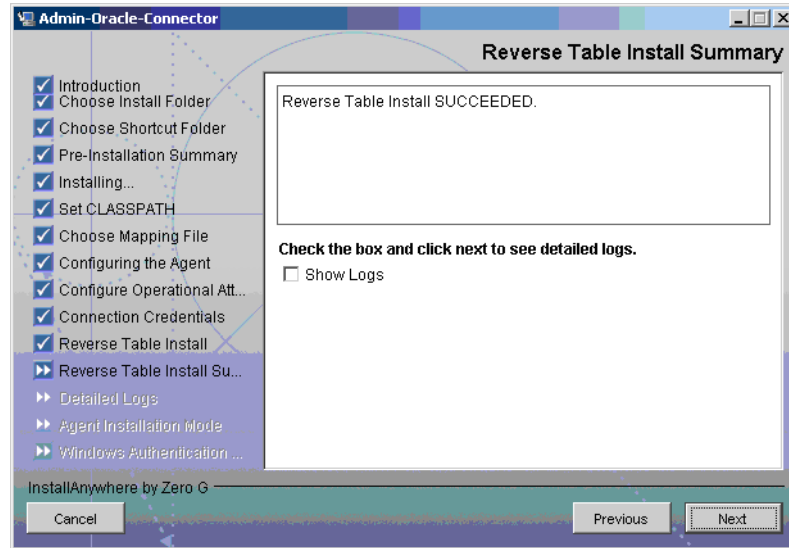 Admin-Oracle-Connector
Reverse Table Install Summary
Introduction
Choose Install Folder
Choose Shortcut Folder
Pre-Installation Summary
Installing...
Set CLASSPATH
Choose Mapping File
Configuring the Agent
Configure Operational Att...
Connection Credentials
Reverse Table Install
Reverse Table Install Su...
Detailed Logs
Agent Installation Mode
Windows Authentication ...
Reverse Table Install SUCCEEDED.
Check the box and click next to see detailed logs.
Show Logs
InstallAnywhere by Zero G
Cancel
Previous
Next